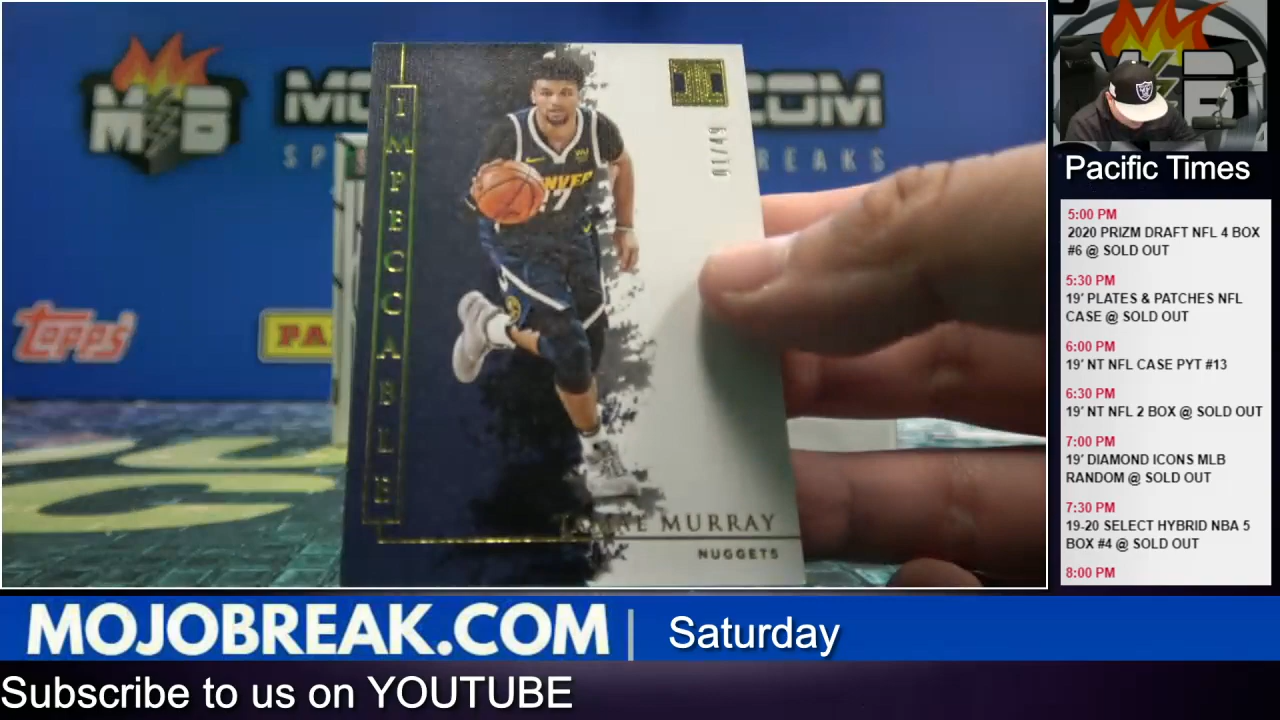 I
M
P
E
C
C
A
B
L
E
01/49
JAMAL MURRAY
NUGGETS
MB
COM
SP
REAKS
topps
PA
Pacific Times
5:00 PM
2020 PRIZM DRAFT NFL 4 BOX
#6 @ SOLD OUT
5:30 PM
19' PLATES & PATCHES NFL
CASE @ SOLD OUT
6:00 PM
19' NT NFL CASE PYT #13
6:30 PM
19' NT NFL 2 BOX @ SOLD OUT
7:00 PM
19' DIAMOND ICONS MLB
RANDOM @ SOLD OUT
7:30 PM
19-20 SELECT HYBRID NBA 5
BOX #4 @ SOLD OUT
8:00 PM
MOJOBREAK.COM | Saturday
Subscribe to us on YOUTUBE